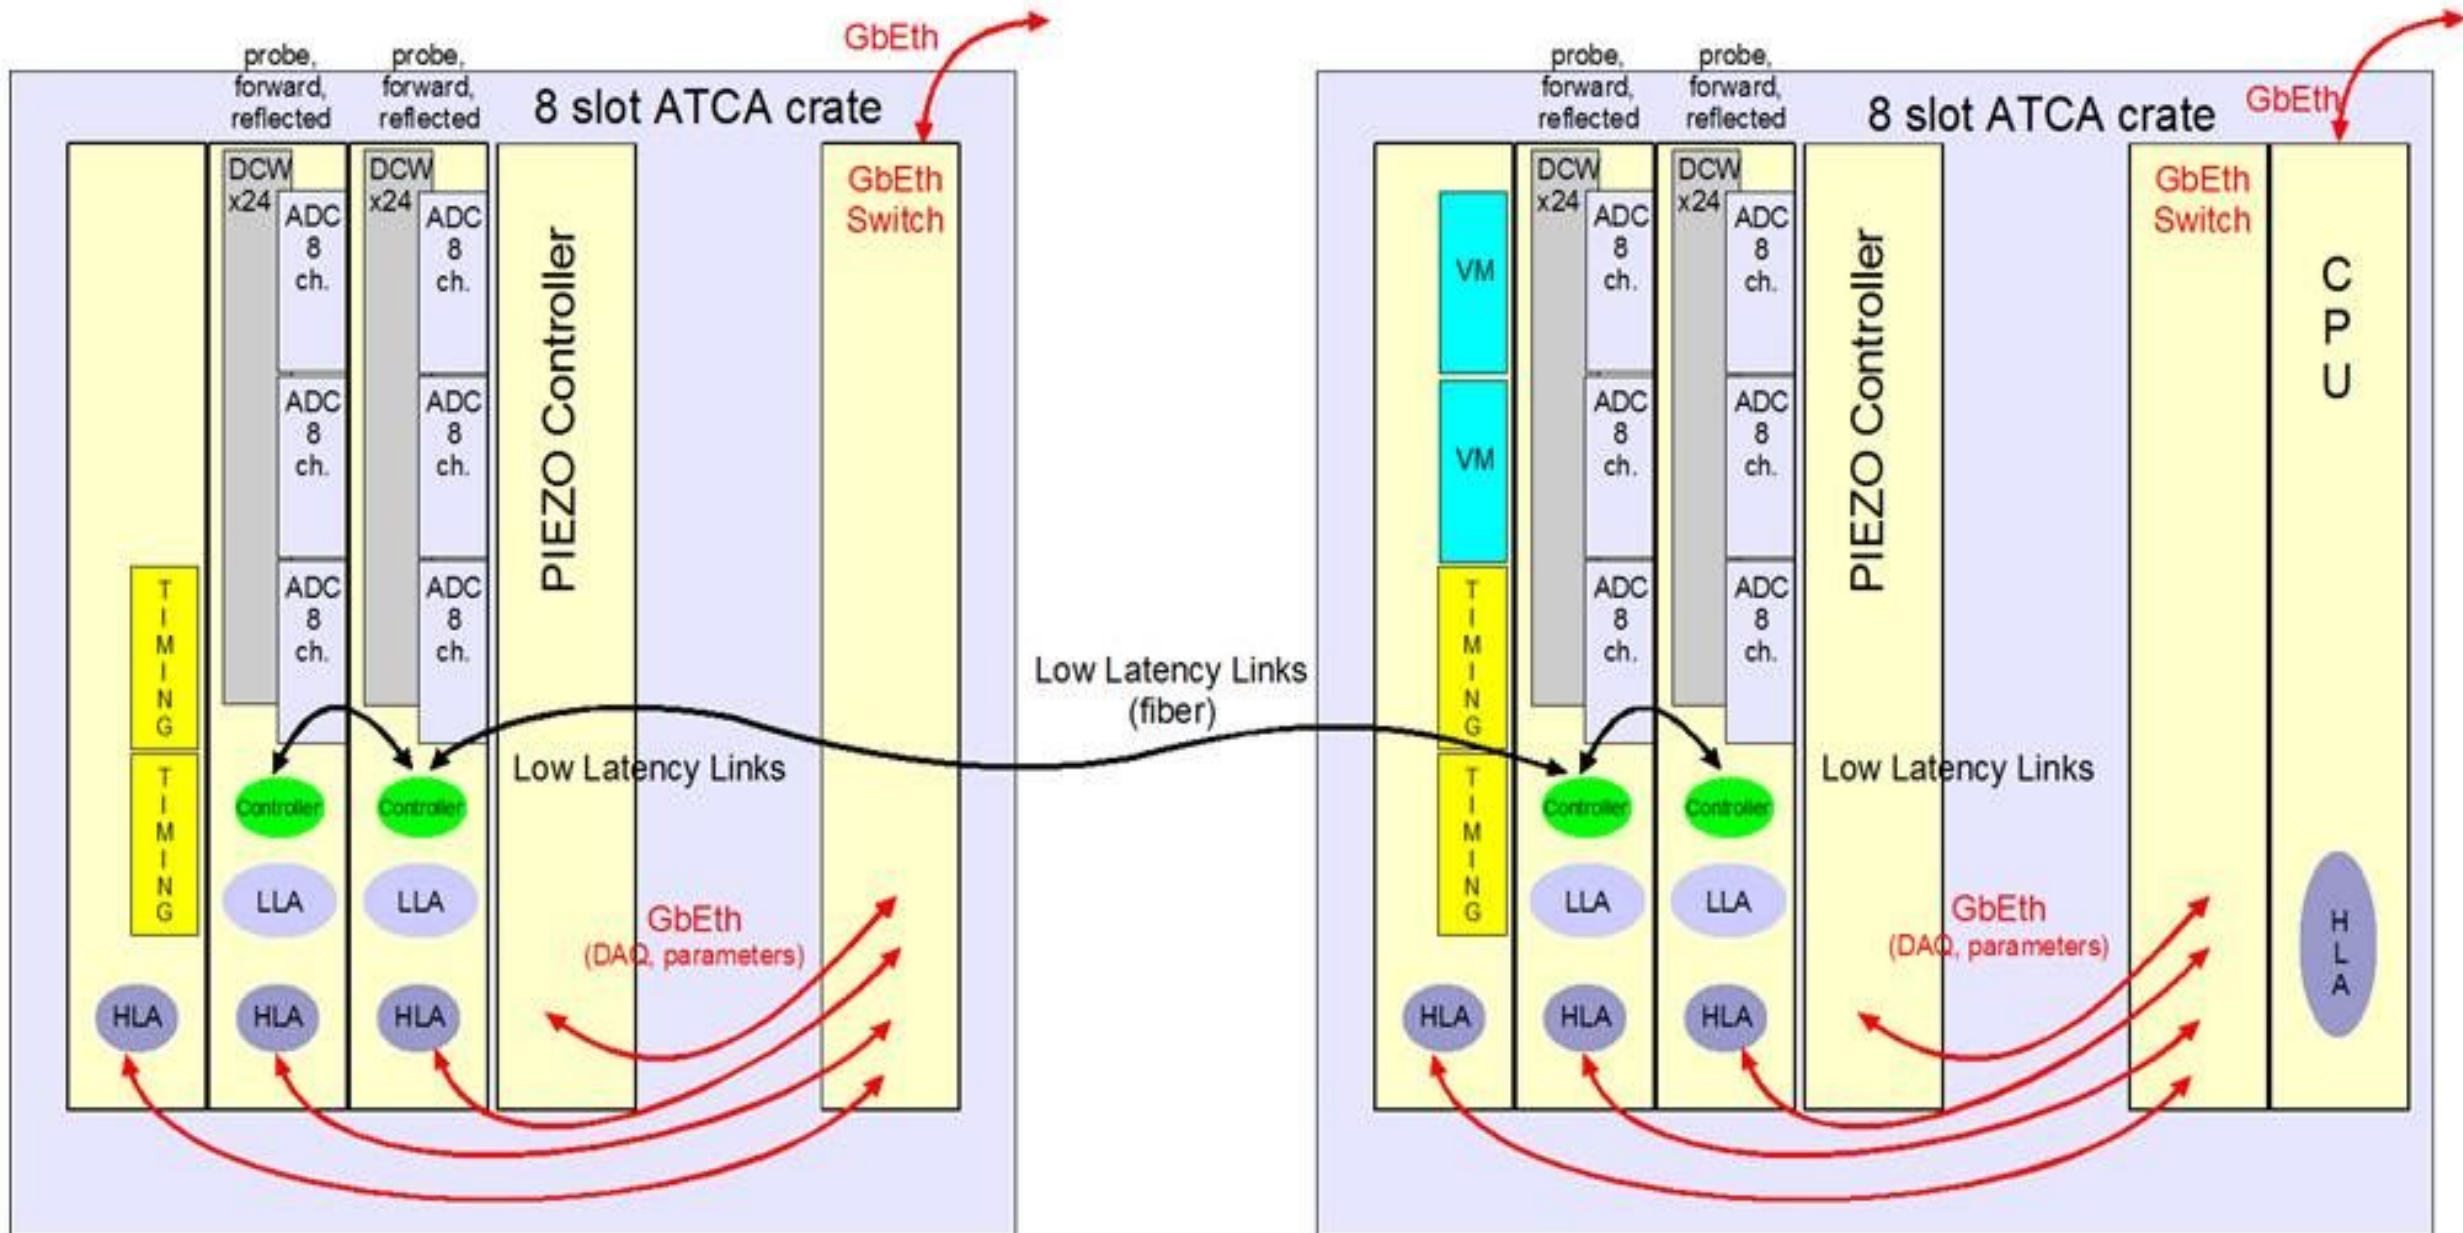 GbEth
probe,
forward,
reflected
probe,
forward,
reflected
8 slot ATCA crate
DCW
x24
ADC
8
ch.
ADC
8
ch.
ADC
8
ch.
DCW
x24
ADC
8
ch.
ADC
8
ch.
ADC
8
ch.
PIEZO Controller
GbEth
Switch
TIMING
TIMING
Controller
Controller
Low Latency Links
LLA
LLA
GbEth
(DAQ, parameters)
HLA
HLA
HLA
Low Latency Links
(fiber)
probe,
forward,
reflected
probe,
forward,
reflected
8 slot ATCA crate
GbEth
VM
VM
TIMING
TIMING
DCW
x24
ADC
8
ch.
ADC
8
ch.
ADC
8
ch.
DCW
x24
ADC
8
ch.
ADC
8
ch.
ADC
8
ch.
PIEZO Controller
GbEth
Switch
CPU
Controller
Controller
Low Latency Links
LLA
LLA
GbEth
(DAQ, parameters)
HLA
HLA
HLA
HLA